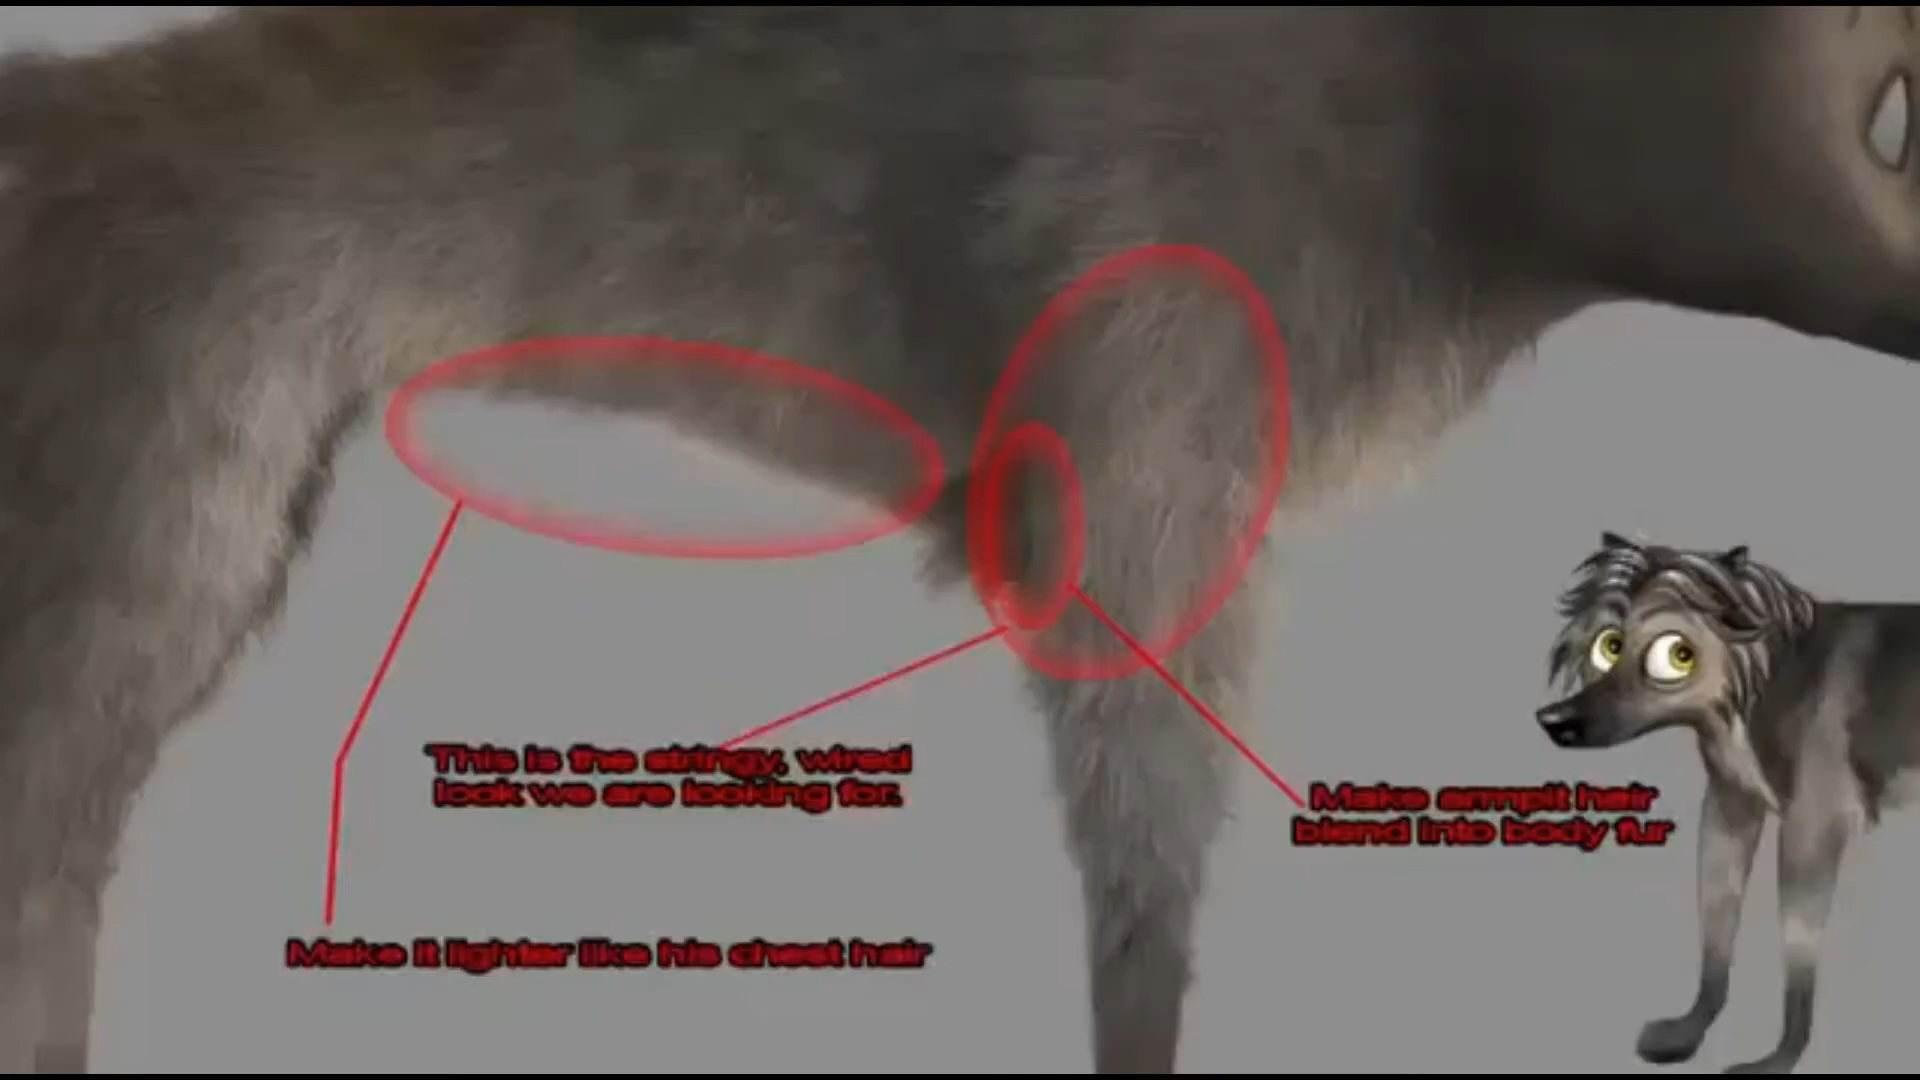 This is the stringy, wired
look we are looking for.
Make armpit hair
blend into body fur
Make it lighter like his chest hair